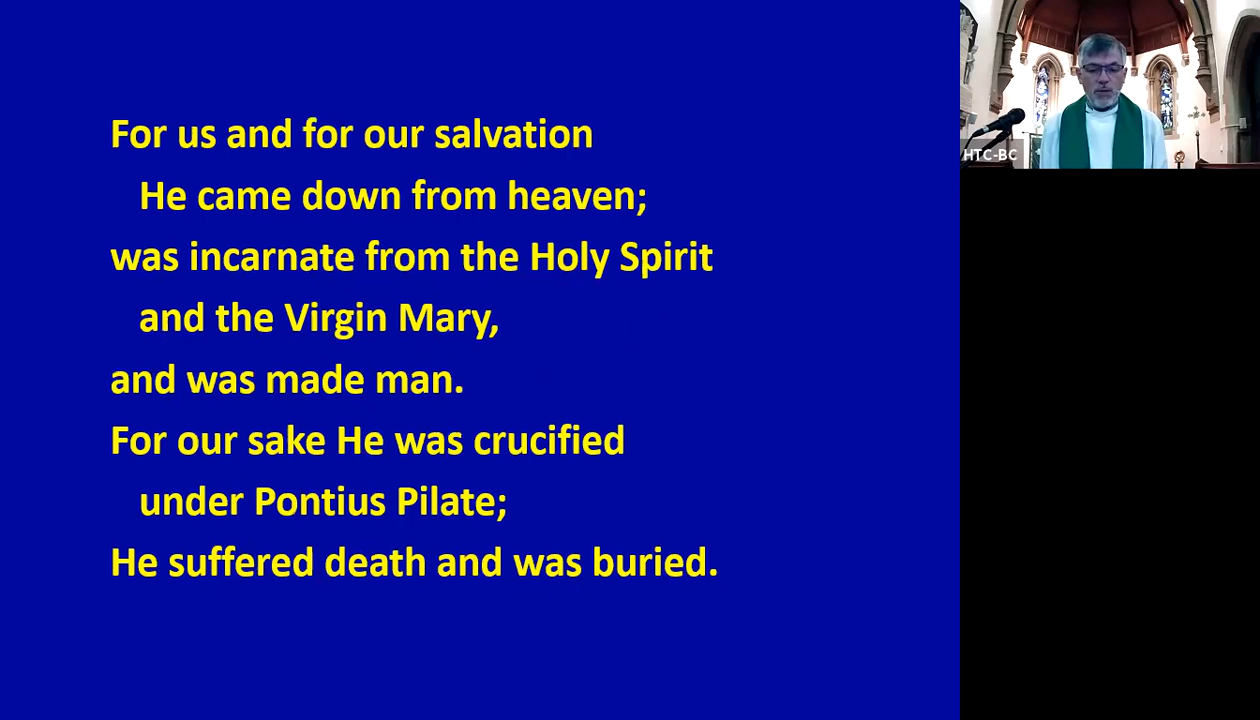 For us and for our salvation
He came down from heaven;
was incarnate from the Holy Spirit
and the Virgin Mary,
and was made man.
For our sake He was crucified
under Pontius Pilate;
He suffered death and was buried.
HTC-BC